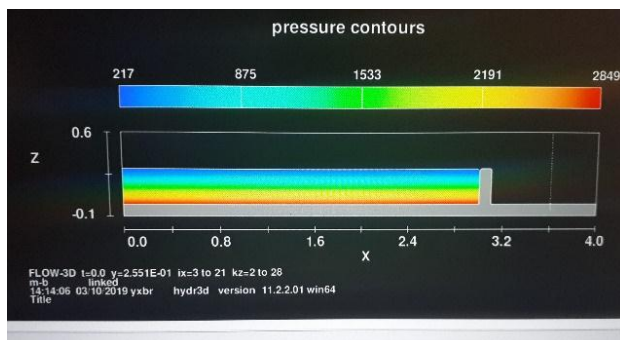 pressure contours
217 875 1533 2191 2849
0.6
Z
-0.1
0.0 0.8 1.6 2.4 3.2 4.0
X
FLOW-3D t=0.0 y=2.551E-01 ix=3 to 21 kz=2 to 28
m-b linked
14:14:06 03/10/2019 yxbr hydr3d version 11.2.2.01 win64
Title